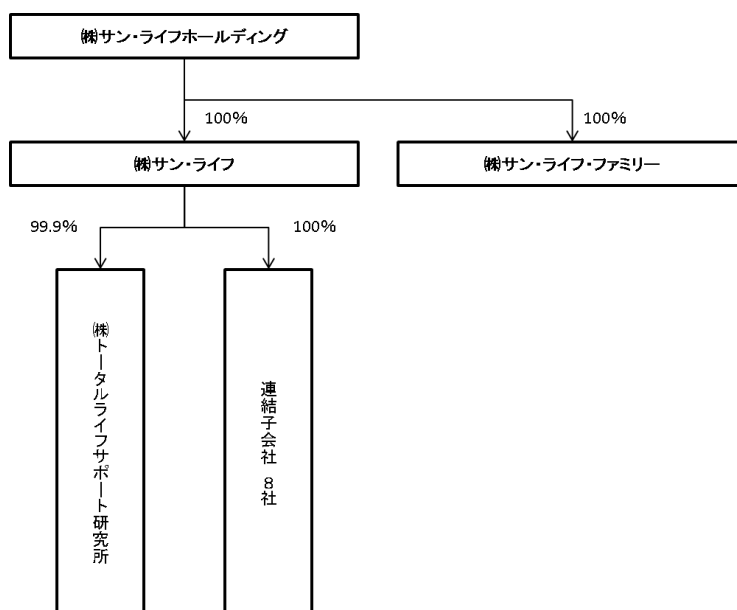 ㈱サン・ライフホールディング
100%
100%
㈱サン・ライフ
㈱サン・ライフ・ファミリー
99.9%
100%
㈱トータルライフサポート研究所
連結子会社 8社